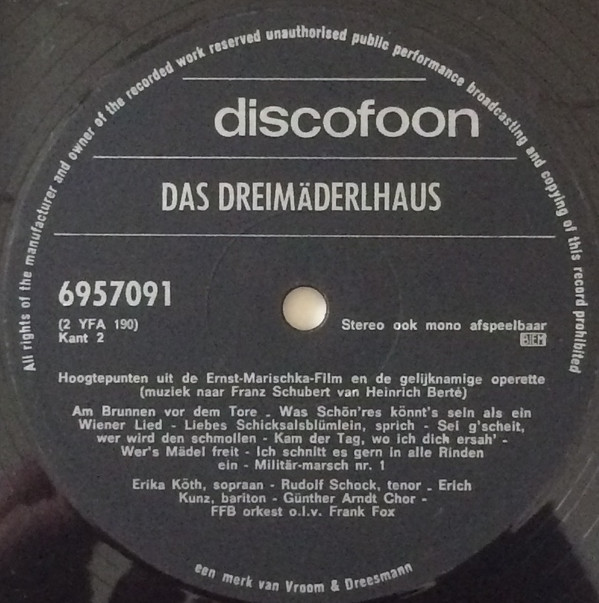 All rights of the manufacturer and owner of the recorded work reserved unauthorised public performance broadcasting and copying of this record prohibited
discofoon
DAS DREIMÄDERLHAUS
6957091
(2 YFA 190)
Kant 2
Stereo ook mono afspeelbaar
BIEM
Hoogtepunten uit de Ernst-Marischka-Film en de gelijknamige operette
(muziek naar Franz Schubert van Heinrich Berté)
Am Brunnen vor dem Tore - Was Schön'res könnt's sein als ein
Wiener Lied - Liebes Schicksalsblümlein, sprich - Sei g'scheit,
wer wird den schmollen - Kam der Tag, wo ich dich ersah' -
Wer's Mädel freit - Ich schnitt es gern in alle Rinden
ein - Militär-marsch nr. 1
Erika Köth, sopraan - Rudolf Schock, tenor - Erich
Kunz, bariton - Günther Arndt Chor -
FFB orkest o.l.v. Frank Fox
een merk van Vroom & Dreesmann